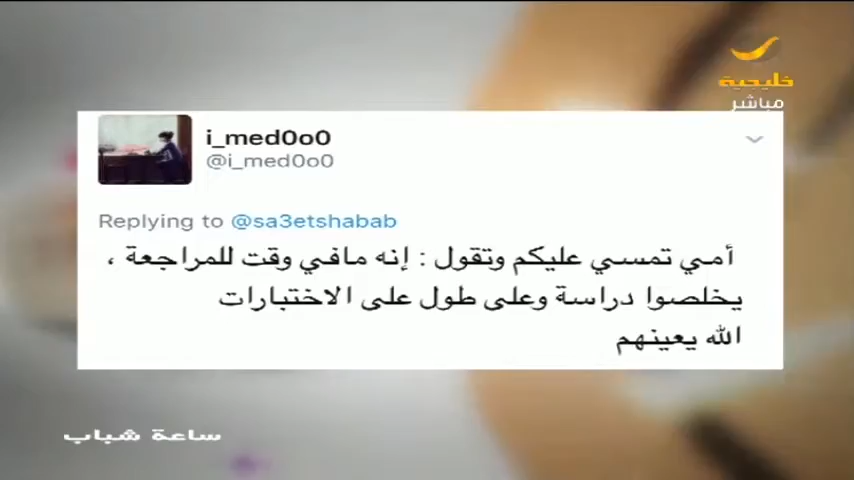 خليجية
مباشر
i_med0o0
@i_med0o0
Replying to @sa3etshabab
أمي تمسي عليكم وتقول : إنه مافي وقت للمراجعة ،
يخلصوا دراسة وعلى طول على الاختبارات
الله يعينهم
ساعة شباب